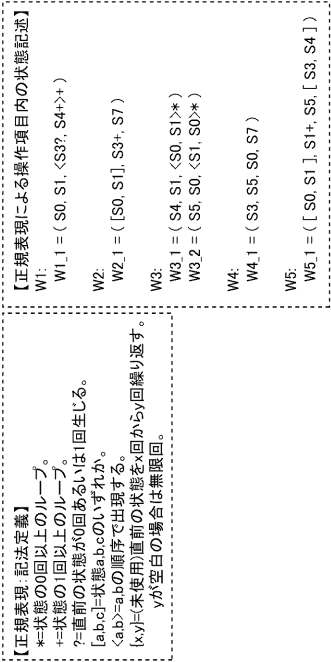 【正規表現：記法定義】
*=状態の0回以上のループ。
+=状態の1回以上のループ。
?=直前の状態が0回あるいは1回生じる。
[a,b,c]=状態a,b,cのいずれか。
<a,b>=a,bの順序で出現する。
{x,y}=(未使用)直前の状態をx回からy回繰り返す。
yが空白の場合は無限回。
【正規表現による操作項目内の状態記述】
W1:
W1_1 = ( S0, S1, <S3?, S4+>+ )
W2:
W2_1 = ( [S0, S1], S3+, S7 )
W3:
W3_1 = ( S4, S1, <S0, S1>* )
W3_2 = ( S5, S0, <S1, S0>* )
W4:
W4_1 = ( S3, S5, S0, S7 )
W5:
W5_1 = ( [ S0, S1 ], S1+, S5, [ S3, S4 ] )